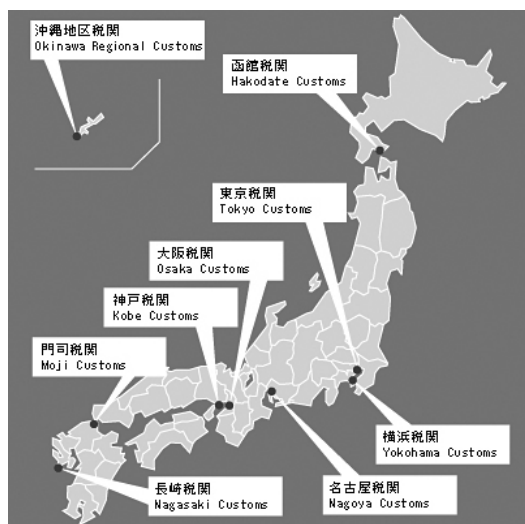 沖縄地区税関
Okinawa Regional Customs
函館税関
Hakodate Customs
東京税関
Tokyo Customs
大阪税関
Osaka Customs
神戸税関
Kobe Customs
門司税関
Moji Customs
横浜税関
Yokohama Customs
長崎税関
Nagasaki Customs
名古屋税関
Nagoya Customs